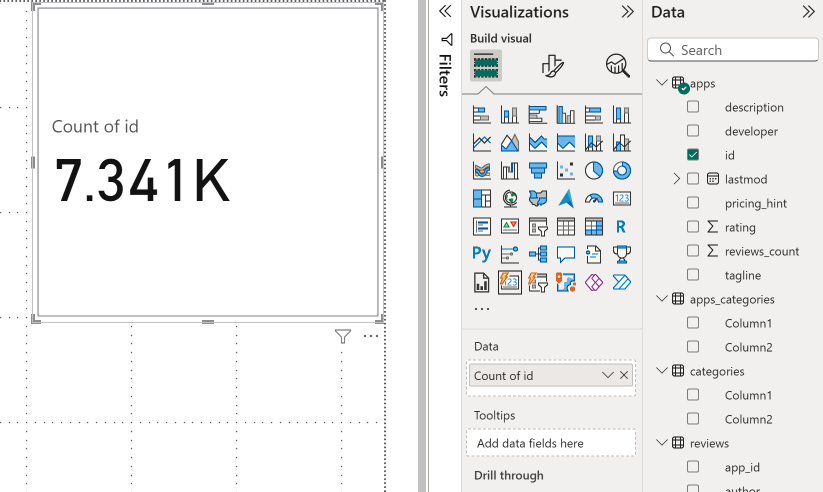 Count of id
7.341K
Filters
Visualizations
Build visual
123
R
Py
123
...
Data
Count of id
Tooltips
Add data fields here
Drill through
Data
Search
apps
description
developer
id
lastmod
pricing_hint
rating
reviews_count
tagline
apps_categories
Column1
Column2
categories
Column1
Column2
reviews
app_id
author